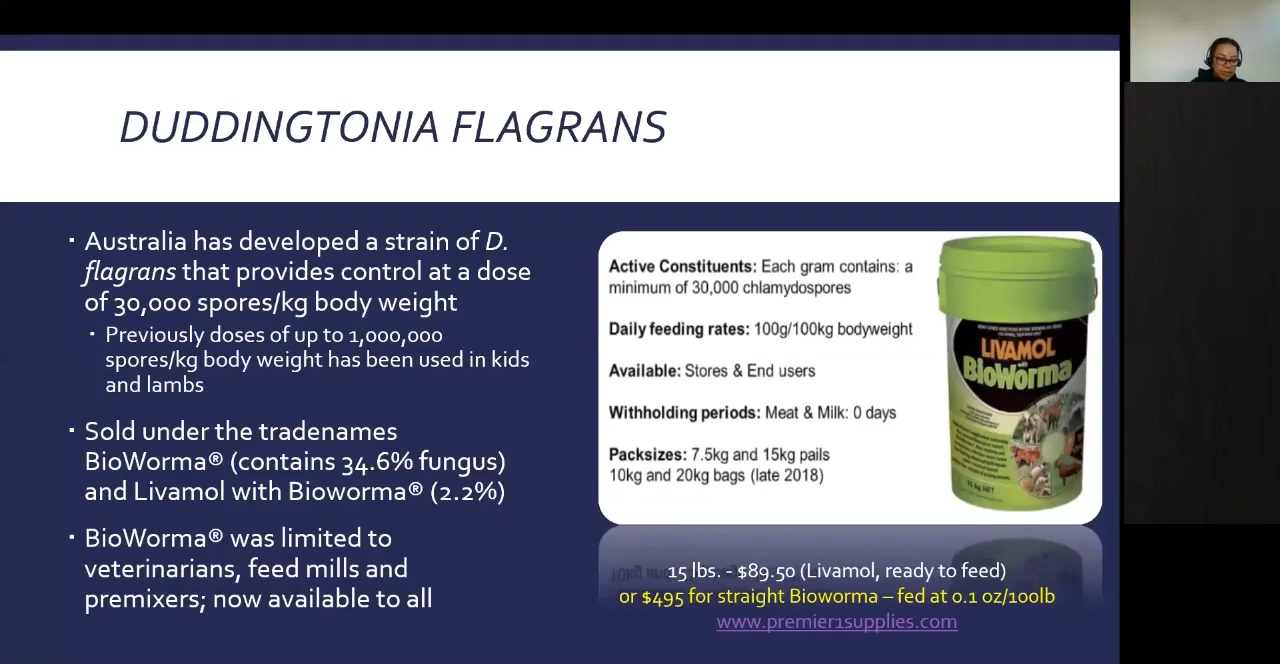 DUDDINGTONIA FLAGRANS
▪ Australia has developed a strain of D.
flagrans that provides control at a dose
of 30,000 spores/kg body weight
▪ Previously doses of up to 1,000,000
spores/kg body weight has been used in kids
and lambs
▪ Sold under the tradenames
BioWorma® (contains 34.6% fungus)
and Livamol with Bioworma® (2.2%)
▪ BioWorma® was limited to
veterinarians, feed mills and
premixers; now available to all
Active Constituents: Each gram contains: a
minimum of 30,000 chlamydospores
Daily feeding rates: 100g/100kg bodyweight
Available: Stores & End users
Withholding periods: Meat & Milk: 0 days
Packsizes: 7.5kg and 15kg pails
10kg and 20kg bags (late 2018)
LIVAMOL
with
BioWorma
15 kg NET
15 lbs. - $89.50 (Livamol, ready to feed)
or $495 for straight Bioworma – fed at 0.1 oz/100lb
www.premier1supplies.com